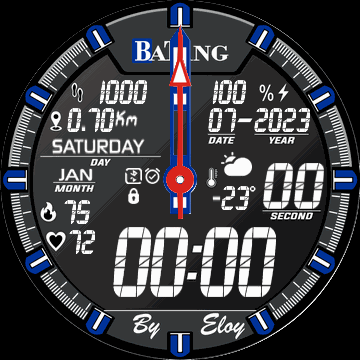 BATANG
1000 100 %
0.70Km 07-2023
DATE YEAR
SATURDAY
DAY
JAN
MONTH
-23° 00
SECOND
75
72
00:00
By Eloy